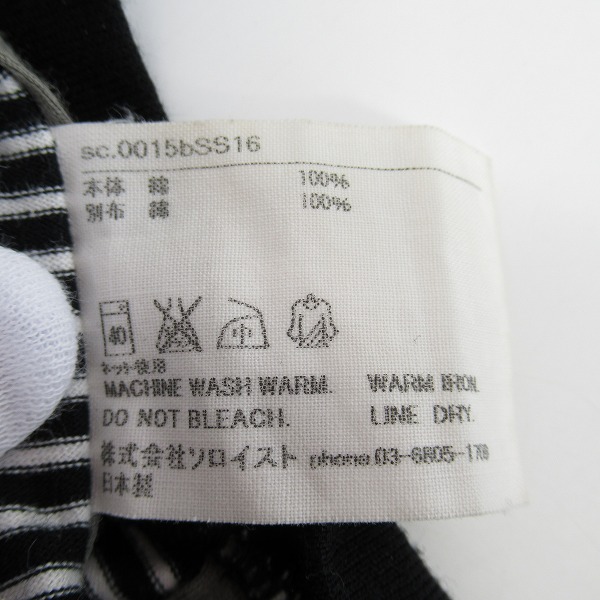 sc.0015bSS16
本体 綿 100%
別布 綿 100%
40 中
ネット使用
MACHINE WASH WARM. WARM IRON.
DO NOT BLEACH. LINE DRY.
株式会社ソロイスト phone.03-6805-1789
日本製